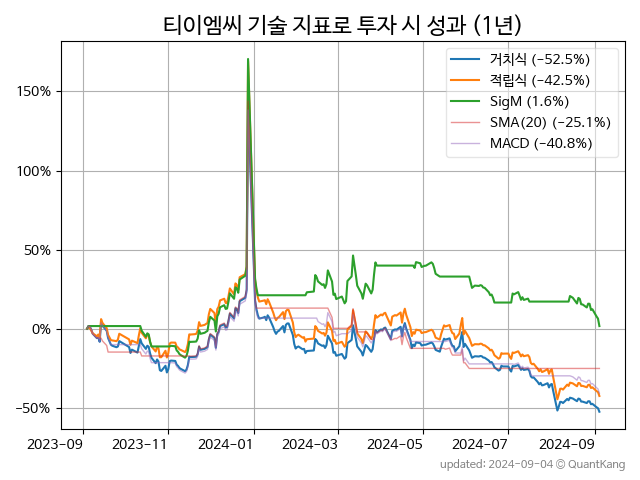 티이엠씨 기술 지표로 투자 시 성과 (1년)
거치식 (−52.5%)
적립식 (−42.5%)
SigM (1.6%)
SMA(20) (−25.1%)
MACD (−40.8%)
150%
100%
50%
0%
−50%
2023-09
2023-11
2024-01
2024-03
2024-05
2024-07
2024-09
updated: 2024-09-04 © QuantKang